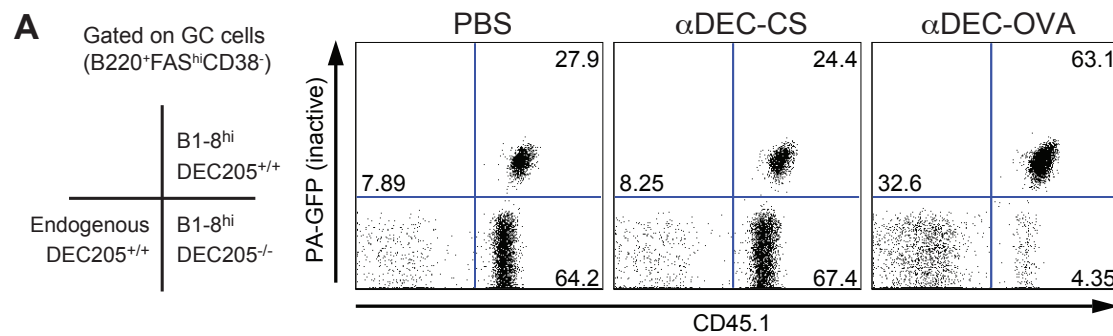 A
Gated on GC cells
(B220⁺FASʰⁱCD38⁻)
B1-8ʰⁱ
DEC205⁺/⁺
Endogenous
DEC205⁺/⁺
B1-8ʰⁱ
DEC205⁻/⁻
PA-GFP (inactive)
PBS
27.9
7.89
64.2
αDEC-CS
24.4
8.25
67.4
αDEC-OVA
63.1
32.6
4.35
CD45.1